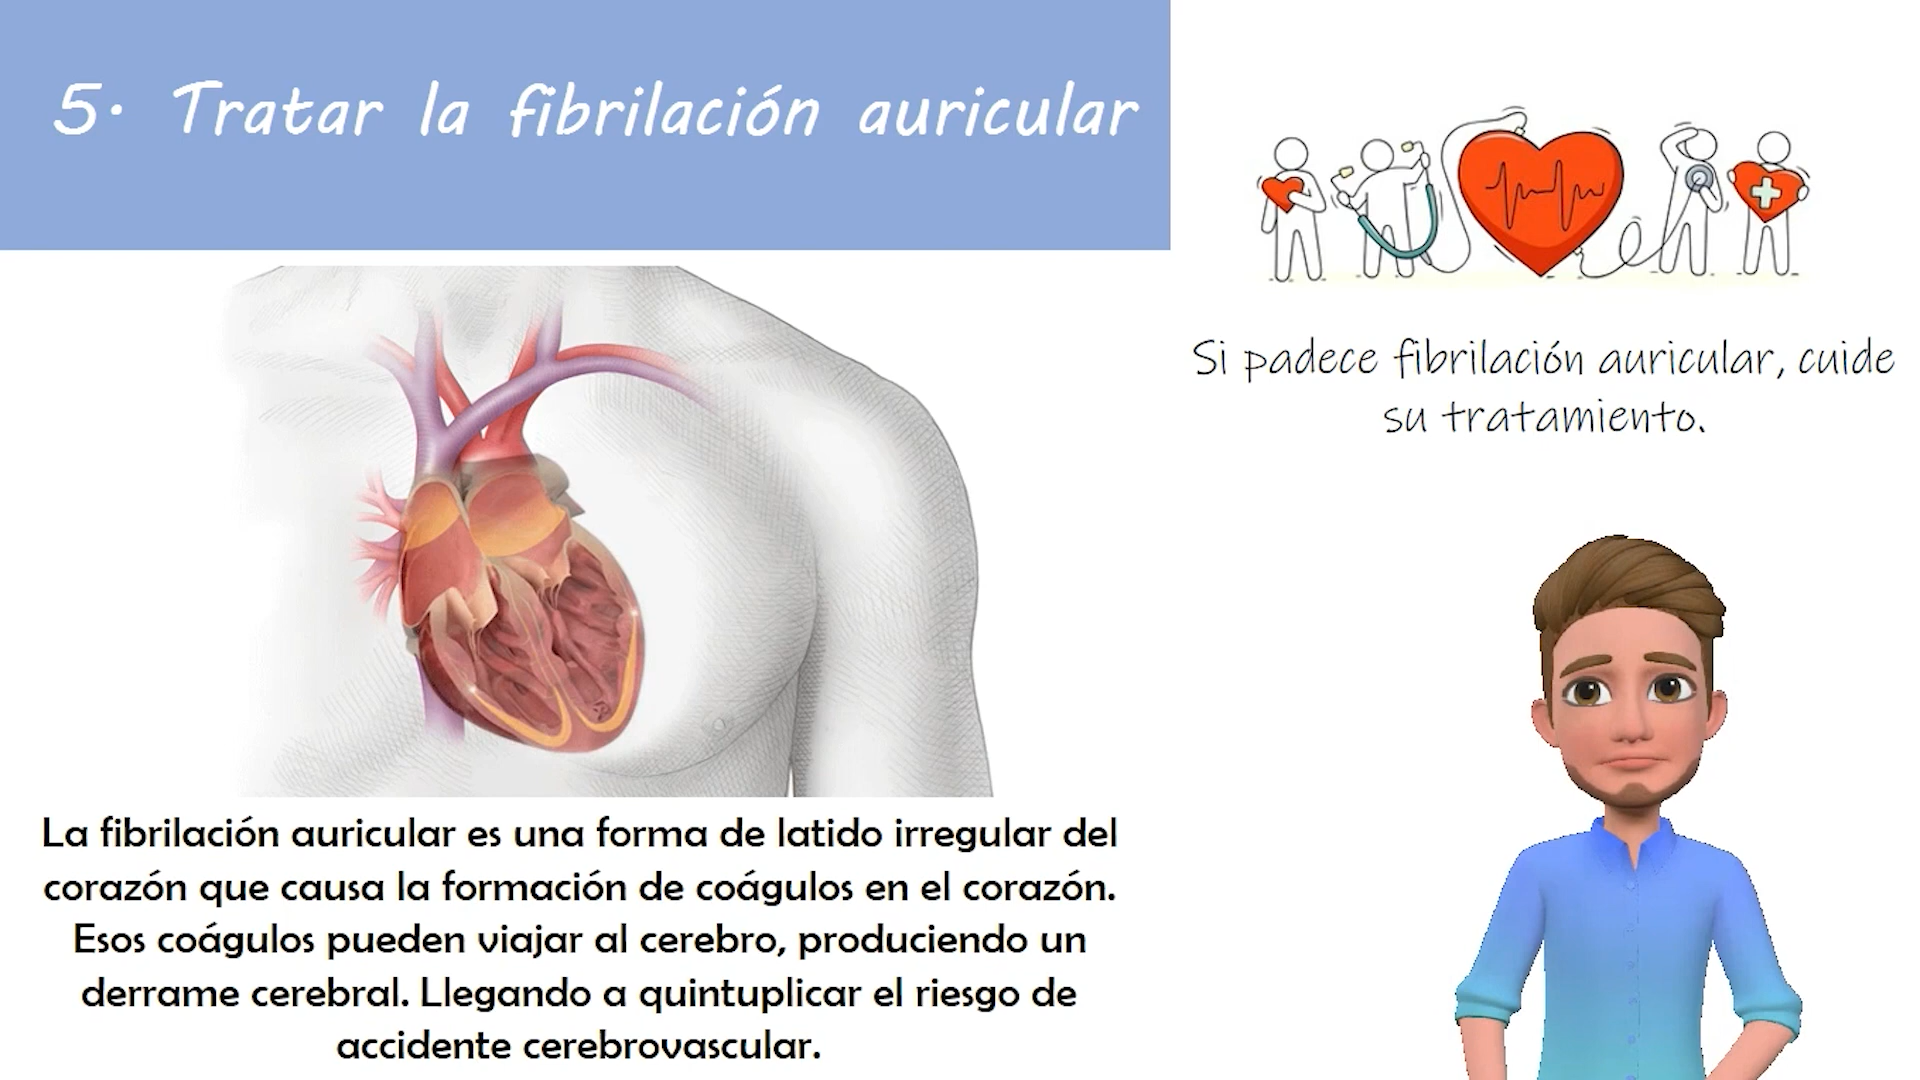 5. Tratar la fibrilación auricular
Si padece fibrilación auricular, cuide
su tratamiento.
La fibrilación auricular es una forma de latido irregular del
corazón que causa la formación de coágulos en el corazón.
Esos coágulos pueden viajar al cerebro, produciendo un
derrame cerebral. Llegando a quintuplicar el riesgo de
accidente cerebrovascular.